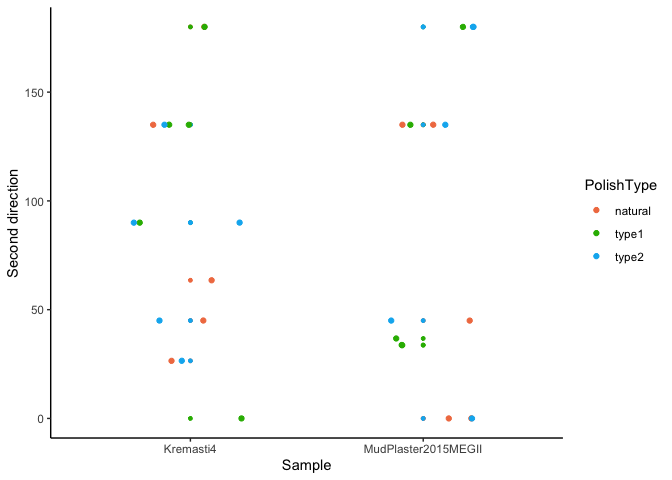 Second direction
150
100
50
0
Kremasti4
MudPlaster2015MEGII
Sample
PolishType
natural
type1
type2